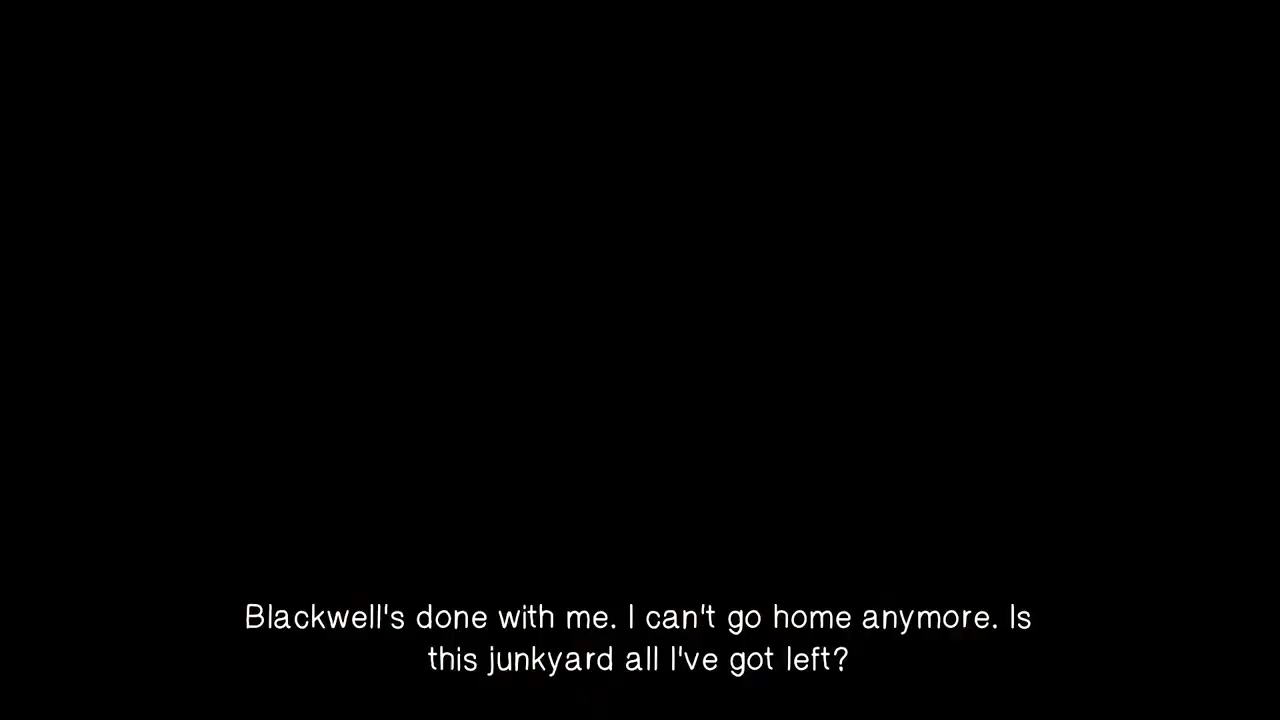 Blackwell's done with me. I can't go home anymore. Is
this junkyard all I've got left?